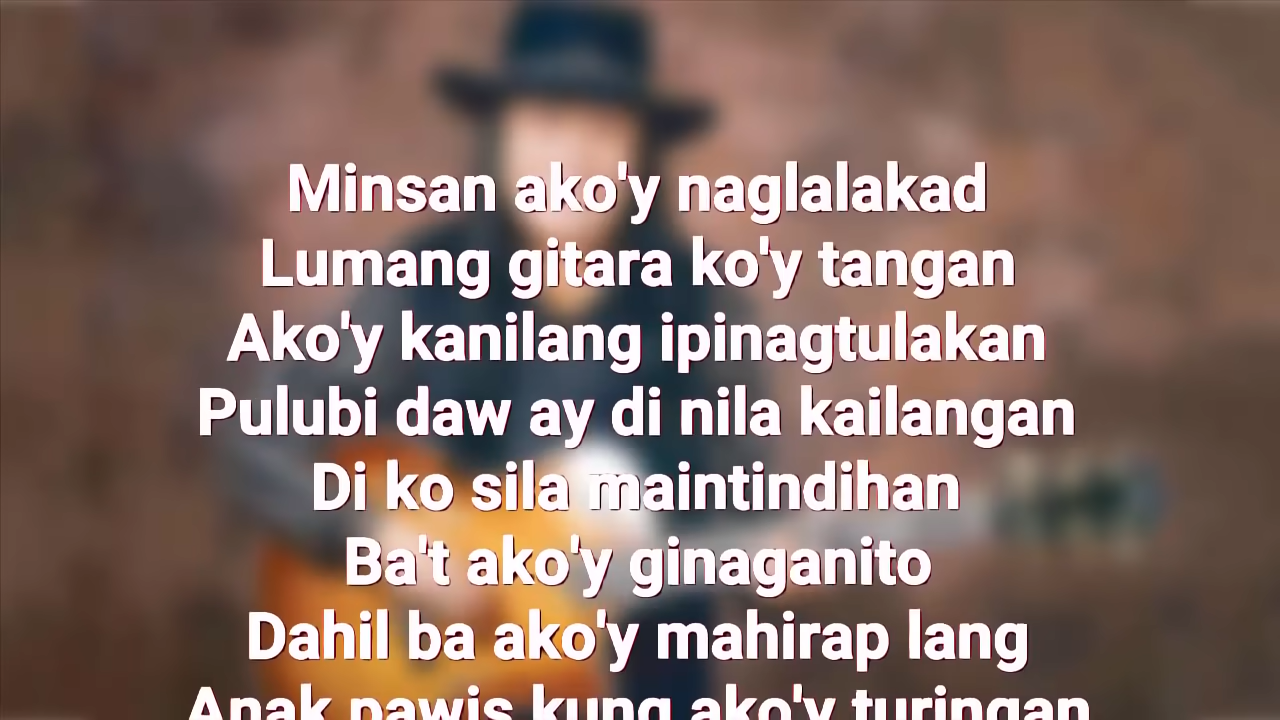 Minsan ako'y naglalakad
Lumang gitara ko'y tangan
Ako'y kanilang ipinagtulakan
Pulubi daw ay di nila kailangan
Di ko sila maintindihan
Ba't ako'y ginaganito
Dahil ba ako'y mahirap lang
Anak pawis kung ako'y turingan